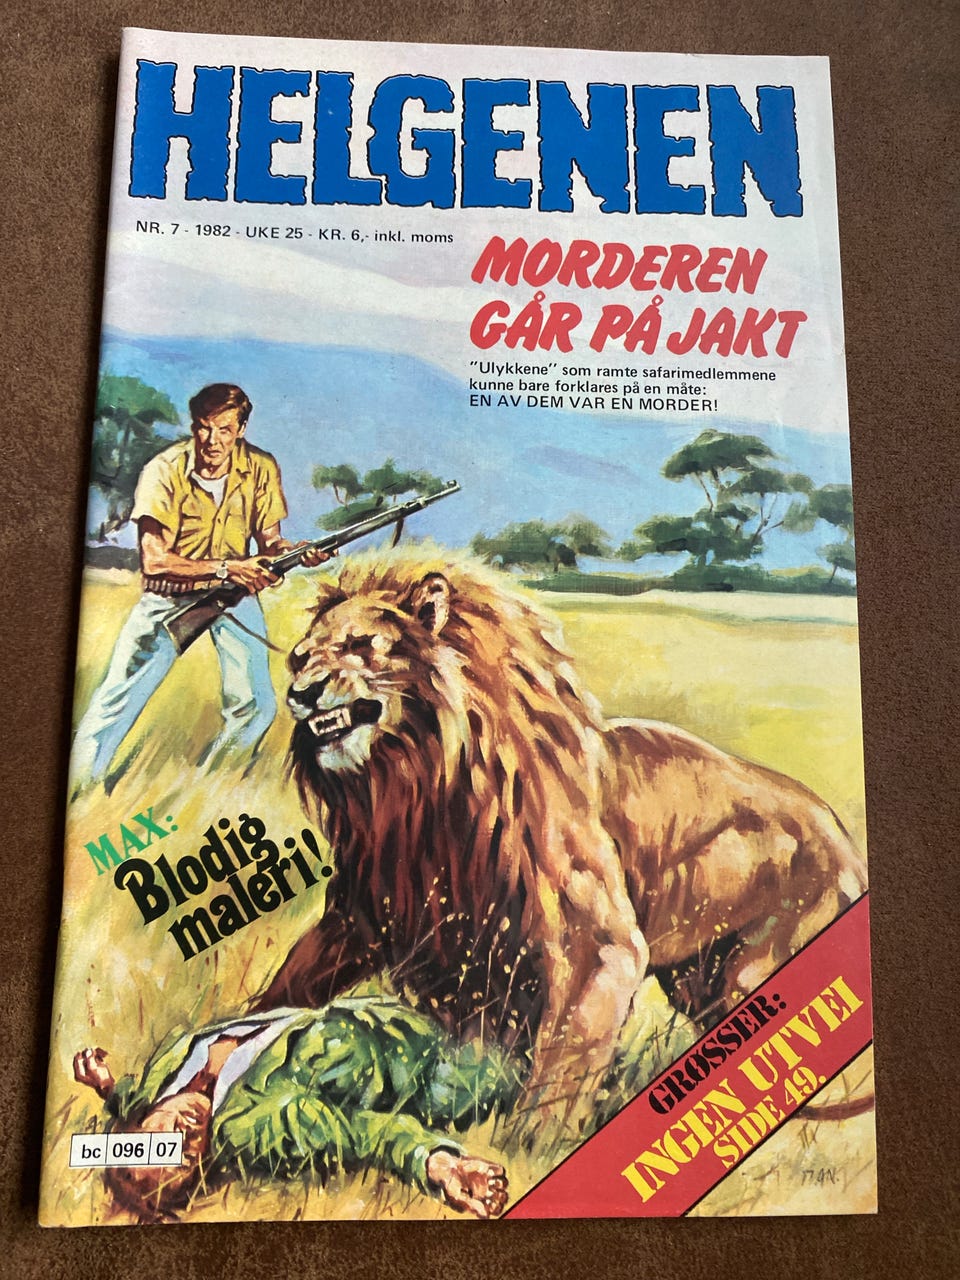 HELGENEN
NR. 7 - 1982 - UKE 25 - KR. 6,- inkl. moms
MORDEREN
GÅR PÅ JAKT
"Ulykkene" som ramte safarimedlemmene
kunne bare forklares på en måte:
EN AV DEM VAR EN MORDER!
MAX:
Blodig
maleri!
GRØSSER:
INGEN UTVEI
SIDE 49.
bc 096 07